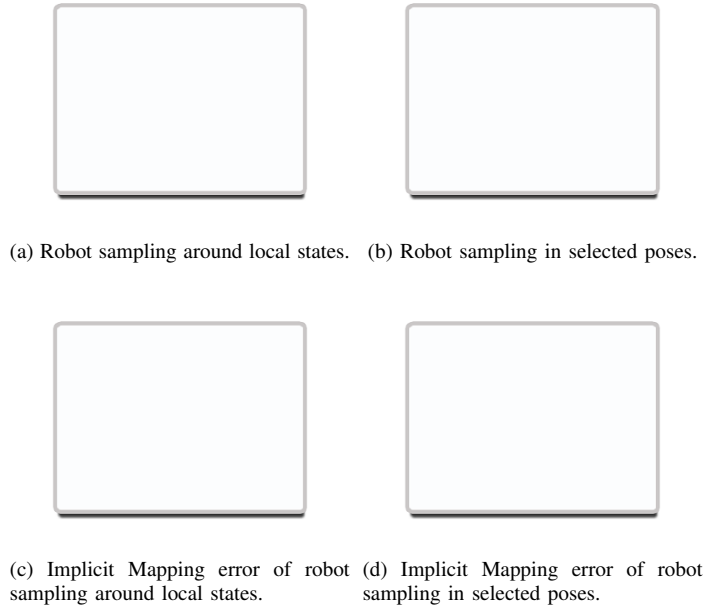 (a) Robot sampling around local states.
(b) Robot sampling in selected poses.
(c) Implicit Mapping error of robot
sampling around local states.
(d) Implicit Mapping error of robot
sampling in selected poses.